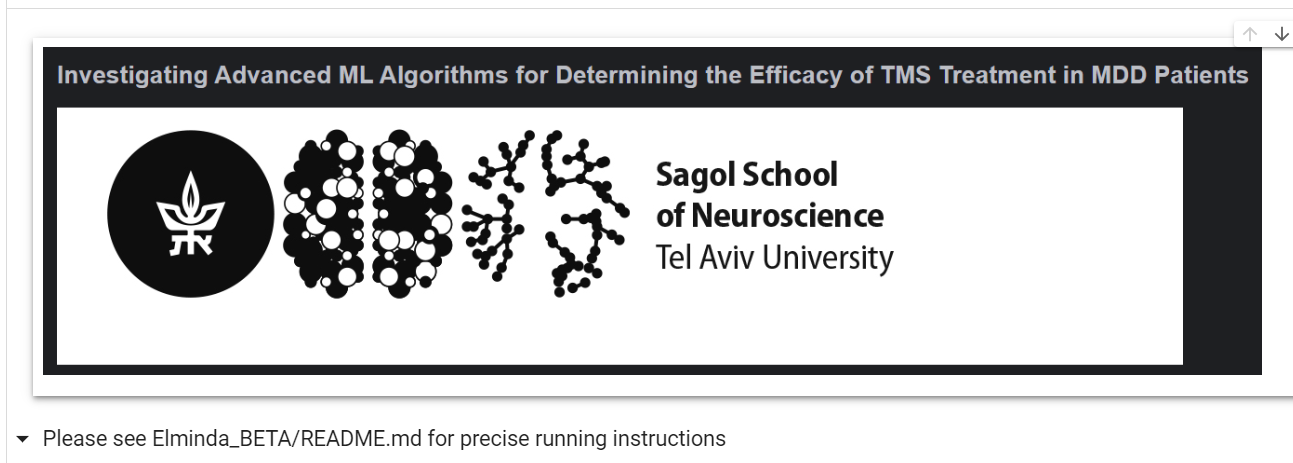 Investigating Advanced ML Algorithms for Determining the Efficacy of TMS Treatment in MDD Patients
את
Sagol School
of Neuroscience
Tel Aviv University
Please see Elminda_BETA/README.md for precise running instructions